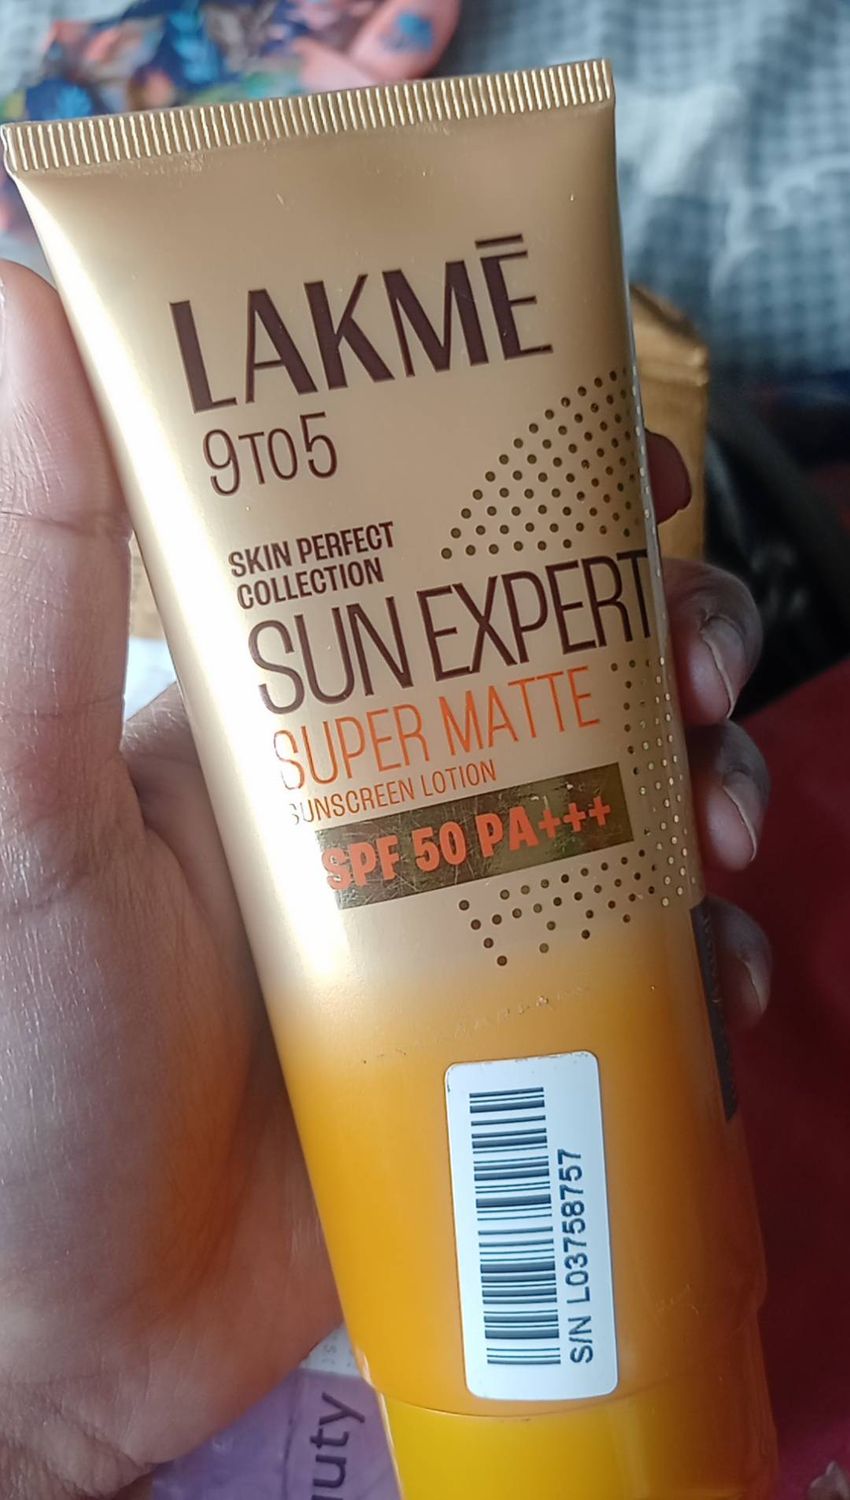 LAKMĒ
9TO5
SKIN PERFECT
COLLECTION
SUN EXPERT
SUPER MATTE
SUNSCREEN LOTION
SPF 50 PA+++
S/N L03758757